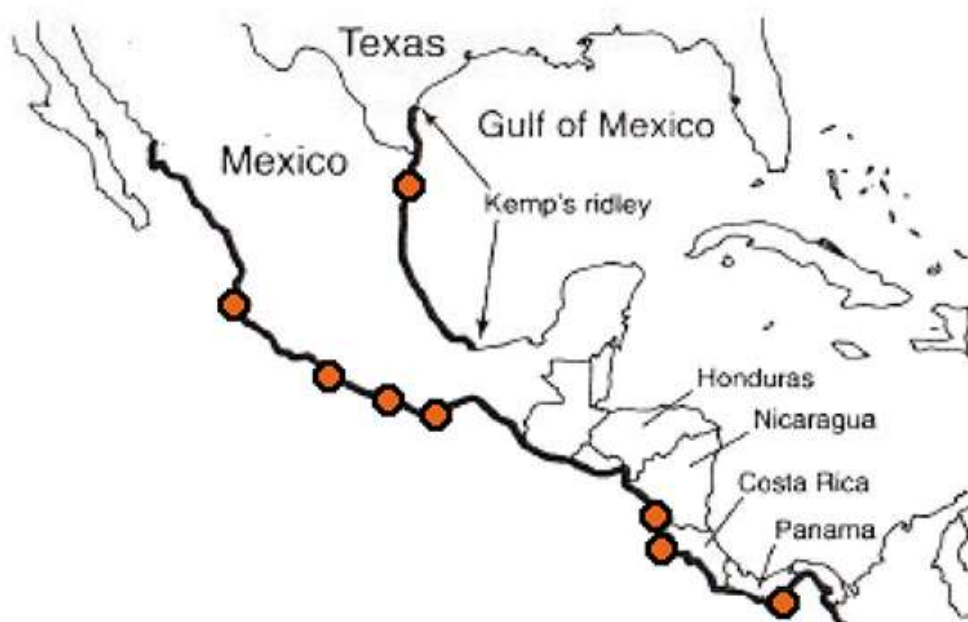 Texas
Gulf of Mexico
Mexico
Kemp's ridley
Honduras
Nicaragua
Costa Rica
Panama